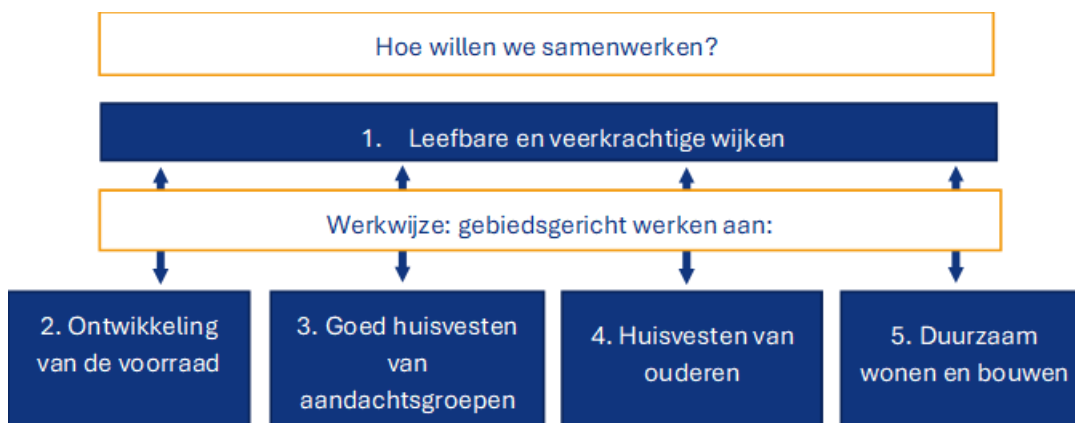 Hoe willen we samenwerken?
1. Leefbare en veerkrachtige wijken
Werkwijze: gebiedsgericht werken aan:
2. Ontwikkeling
van de voorraad
3. Goed huisvesten
van
aandachtsgroepen
4. Huisvesten van
ouderen
5. Duurzaam
wonen en bouwen